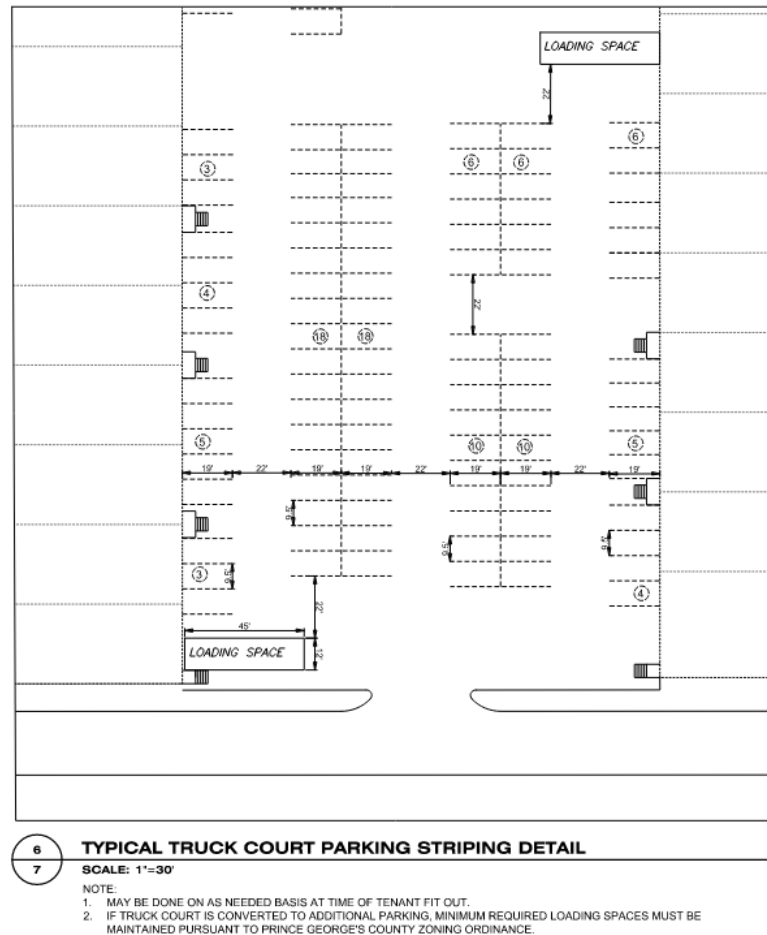 LOADING SPACE
22'
6
6 6
3
4
22'
18 18
5
10 10
5
19' 22' 19' 19' 22' 19' 19' 22' 19'
9.5'
9.5'
9.5'
3
9.5'
4
22'
45'
LOADING SPACE
12'
6
7
TYPICAL TRUCK COURT PARKING STRIPING DETAIL
SCALE: 1"=30'
NOTE:
1. MAY BE DONE ON AS NEEDED BASIS AT TIME OF TENANT FIT OUT.
2. IF TRUCK COURT IS CONVERTED TO ADDITIONAL PARKING, MINIMUM REQUIRED LOADING SPACES MUST BE
MAINTAINED PURSUANT TO PRINCE GEORGE'S COUNTY ZONING ORDINANCE.